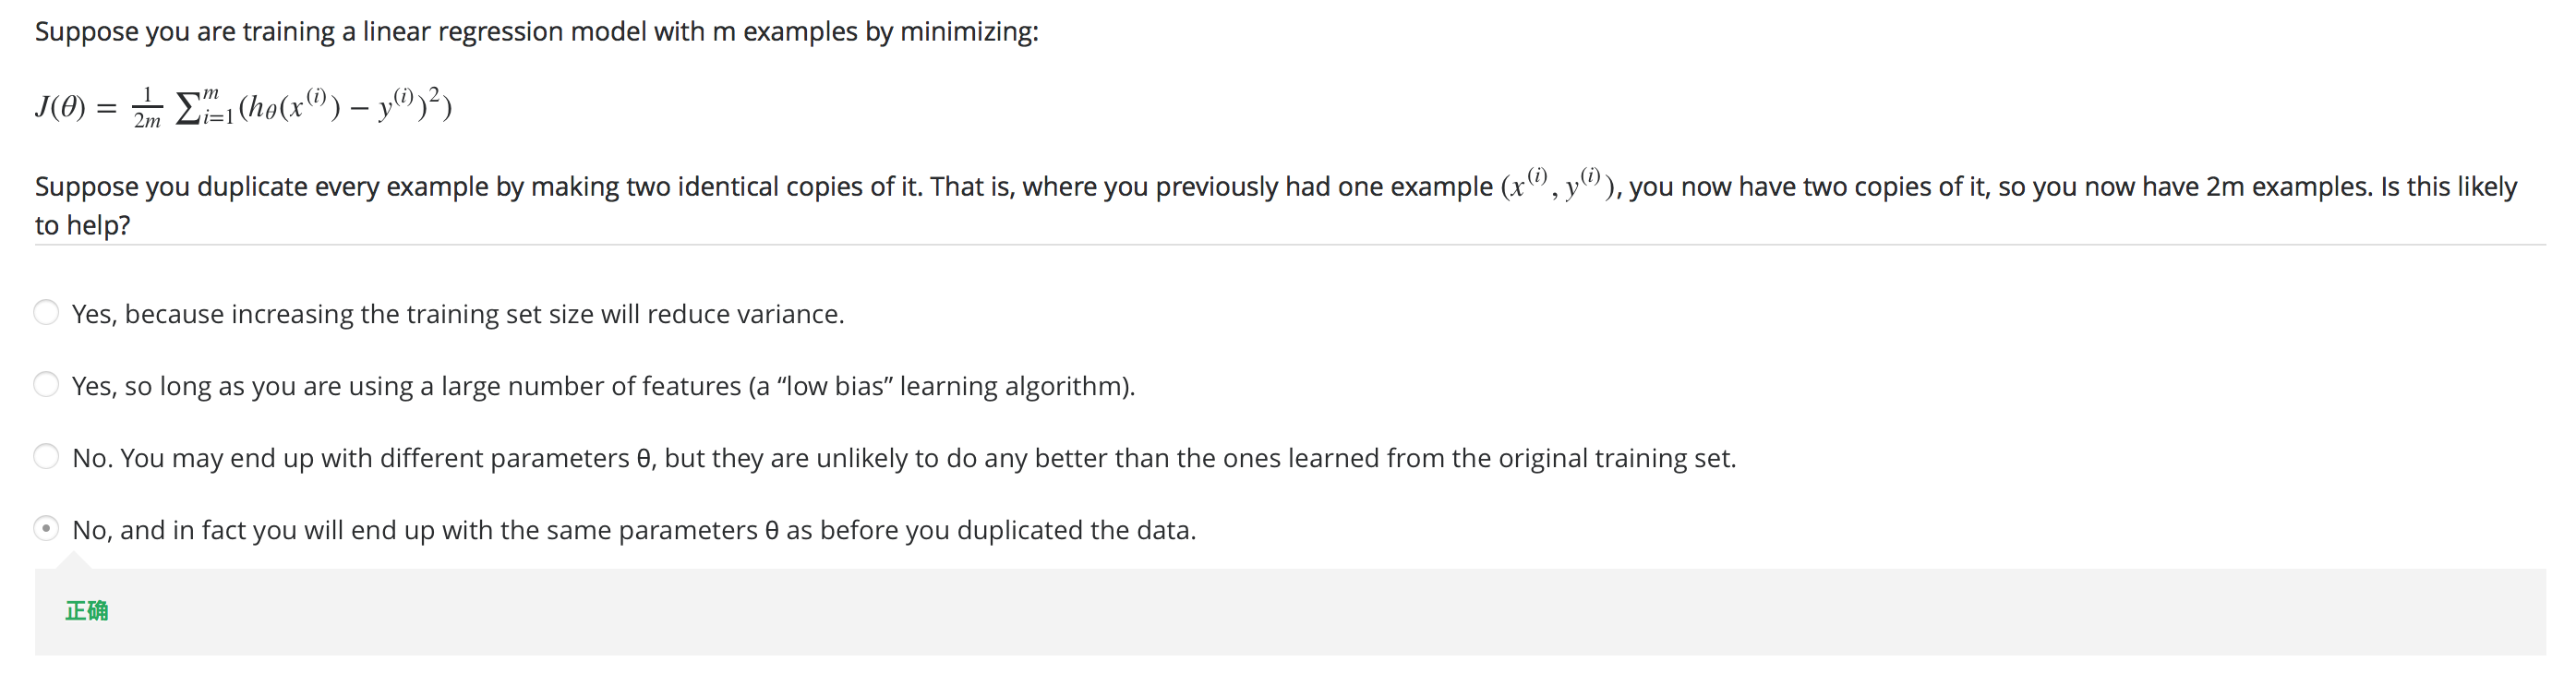 Suppose you are training a linear regression model with m examples by minimizing:
J(θ) = 1/2m ∑ᵐᵢ₌₁(hθ(x⁽ⁱ⁾) − y⁽ⁱ⁾)²)
Suppose you duplicate every example by making two identical copies of it. That is, where you previously had one example (x⁽ⁱ⁾, y⁽ⁱ⁾), you now have two copies of it, so you now have 2m examples. Is this likely
to help?
Yes, because increasing the training set size will reduce variance.
Yes, so long as you are using a large number of features (a “low bias” learning algorithm).
No. You may end up with different parameters θ, but they are unlikely to do any better than the ones learned from the original training set.
No, and in fact you will end up with the same parameters θ as before you duplicated the data.
正确